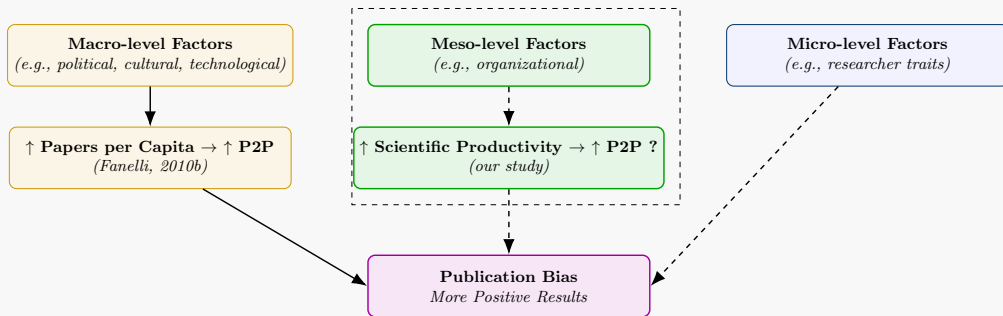 Macro-level Factors
(e.g., political, cultural, technological)
Meso-level Factors
(e.g., organizational)
Micro-level Factors
(e.g., researcher traits)
↑ Papers per Capita → ↑ P2P
(Fanelli, 2010b)
↑ Scientific Productivity → ↑ P2P ?
(our study)
Publication Bias
More Positive Results